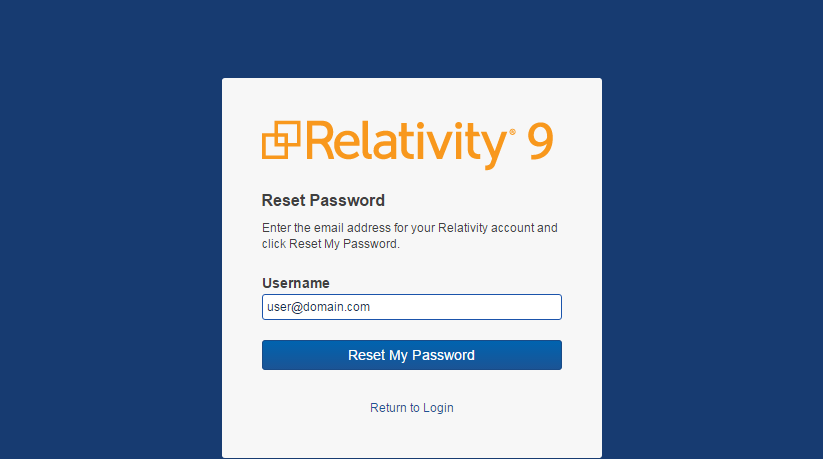 Relativity® 9
Reset Password
Enter the email address for your Relativity account and
click Reset My Password.
Username
user@domain.com
Reset My Password
Return to Login